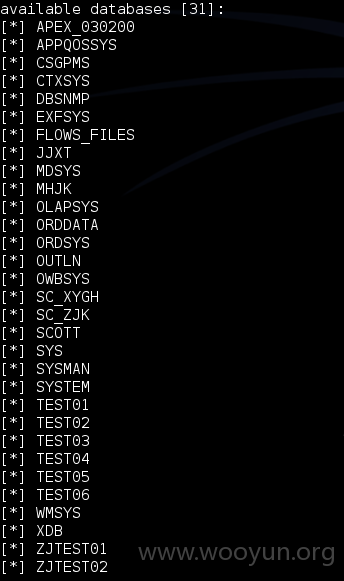 available databases [31]:
[*] APEX_030200
[*] APPQOSSYS
[*] CSGPMS
[*] CTXSYS
[*] DBSNMP
[*] EXFSYS
[*] FLOWS_FILES
[*] JJXT
[*] MDSYS
[*] MHJK
[*] OLAPSYS
[*] ORDDATA
[*] ORDSYS
[*] OUTLN
[*] OWBSYS
[*] SC_XYGH
[*] SC_ZJK
[*] SCOTT
[*] SYS
[*] SYSMAN
[*] SYSTEM
[*] TEST01
[*] TEST02
[*] TEST03
[*] TEST04
[*] TEST05
[*] TEST06
[*] WMSYS
[*] XDB
[*] ZJTEST01
[*] ZJTEST02
www.wooyun.org